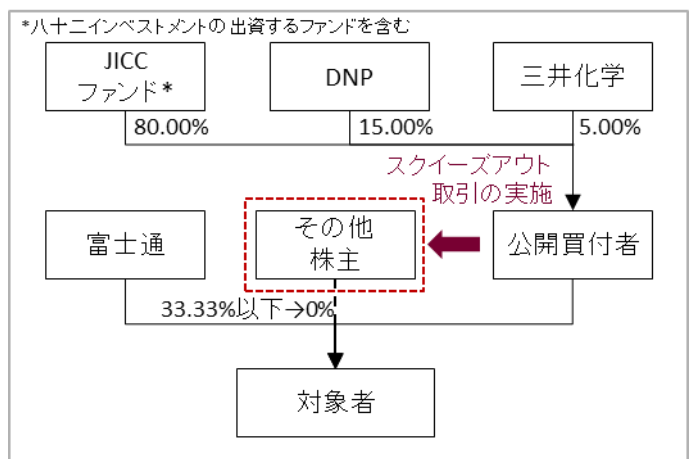 *八十二インベストメントの出資するファンドを含む
JICC
ファンド*
DNP
三井化学
80.00%
15.00%
5.00%
スクイーズアウト
取引の実施
富士通
その他
株主
公開買付者
33.33%以下→0%
対象者